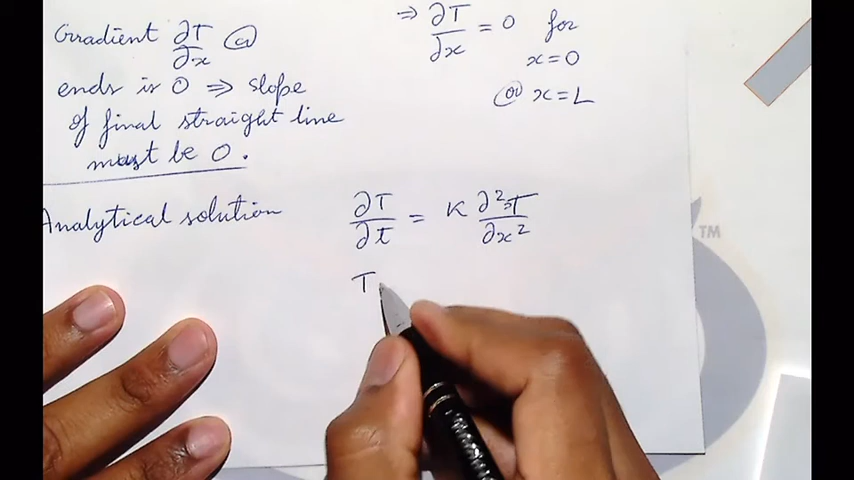 Gradient ∂T/∂x @
ends is 0 ⇒ slope
of final straight line
must be 0.
⇒ ∂T/∂x = 0 for
x=0
@ x=L
Analytical solution ∂T/∂t = K ∂²T/∂x²
T
TM